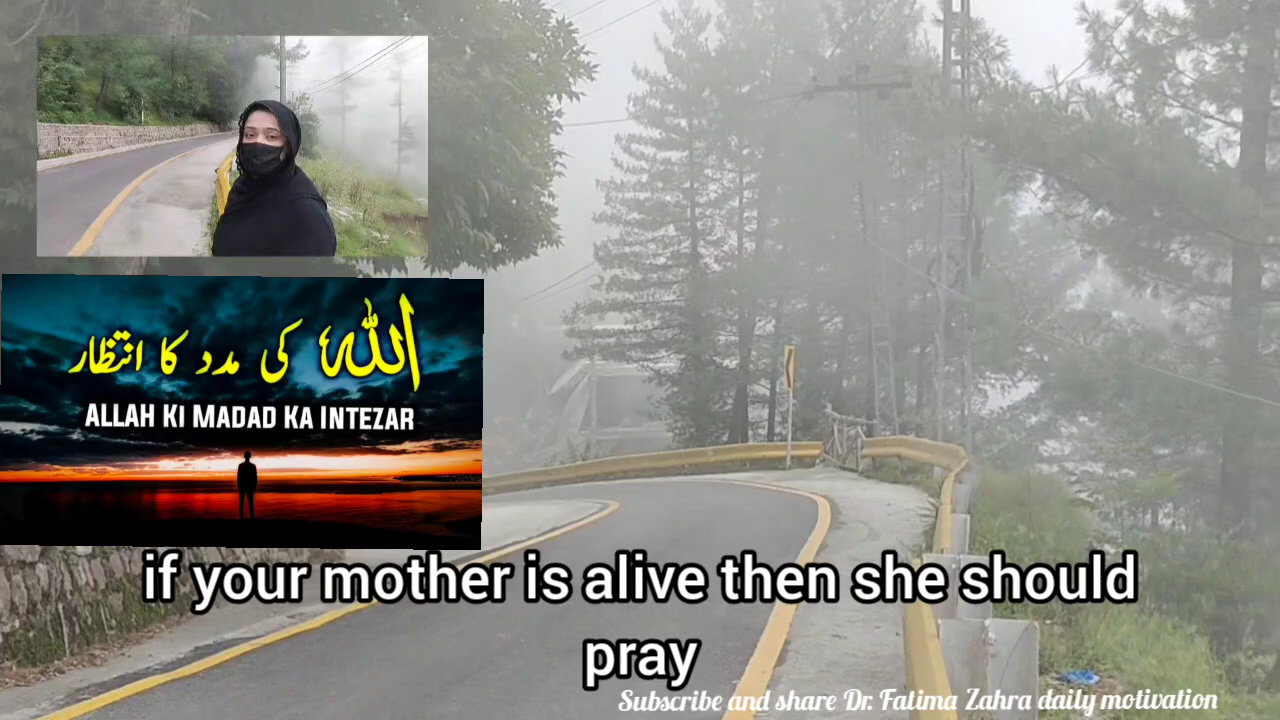 اللہ کی مدد کا انتظار
ALLAH KI MADAD KA INTEZAR
if your mother is alive then she should
pray
Subscribe and share Dr. Fatima Zahra daily motivation